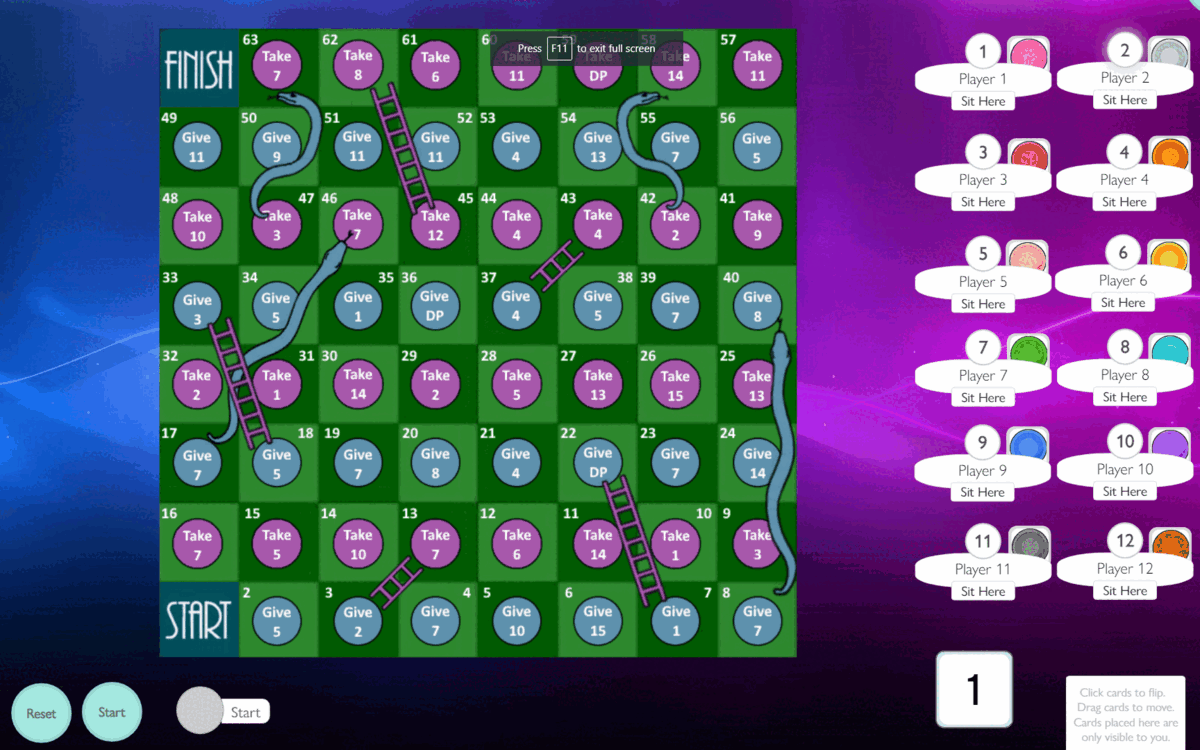 FINISH
63
Take
7
62
Take
8
61
Take
6
Press F11 to exit full screen
11
DP
58
Take
14
57
Take
11
49
Give
11
50
Give
9
51
Give
11
52
Give
11
53
Give
4
54
Give
13
55
Give
7
56
Give
5
48
Take
10
47
Take
3
46
Take
7
45
Take
12
44
Take
4
43
Take
4
42
Take
2
41
Take
9
33
Give
3
34
Give
5
35
Give
1
36
Give
DP
37
Give
4
38
Give
5
39
Give
7
40
Give
8
32
Take
2
31
Take
1
30
Take
14
29
Take
2
28
Take
5
27
Take
13
26
Take
15
25
Take
13
17
Give
7
18
Give
5
19
Give
7
20
Give
8
21
Give
4
22
Give
DP
23
Give
7
24
Give
14
16
Take
7
15
Take
5
14
Take
10
13
Take
7
12
Take
6
11
Take
14
10
Take
1
9
Take
3
START
2
Give
5
3
Give
2
4
Give
7
5
Give
10
6
Give
15
7
Give
1
8
Give
7
1
Player 1
Sit Here
2
Player 2
Sit Here
3
Player 3
Sit Here
4
Player 4
Sit Here
5
Player 5
Sit Here
6
Player 6
Sit Here
7
Player 7
Sit Here
8
Player 8
Sit Here
9
Player 9
Sit Here
10
Player 10
Sit Here
11
Player 11
Sit Here
12
Player 12
Sit Here
Reset
Start
Start
1
Click cards to flip.
Drag cards to move.
Cards placed here are
only visible to you.